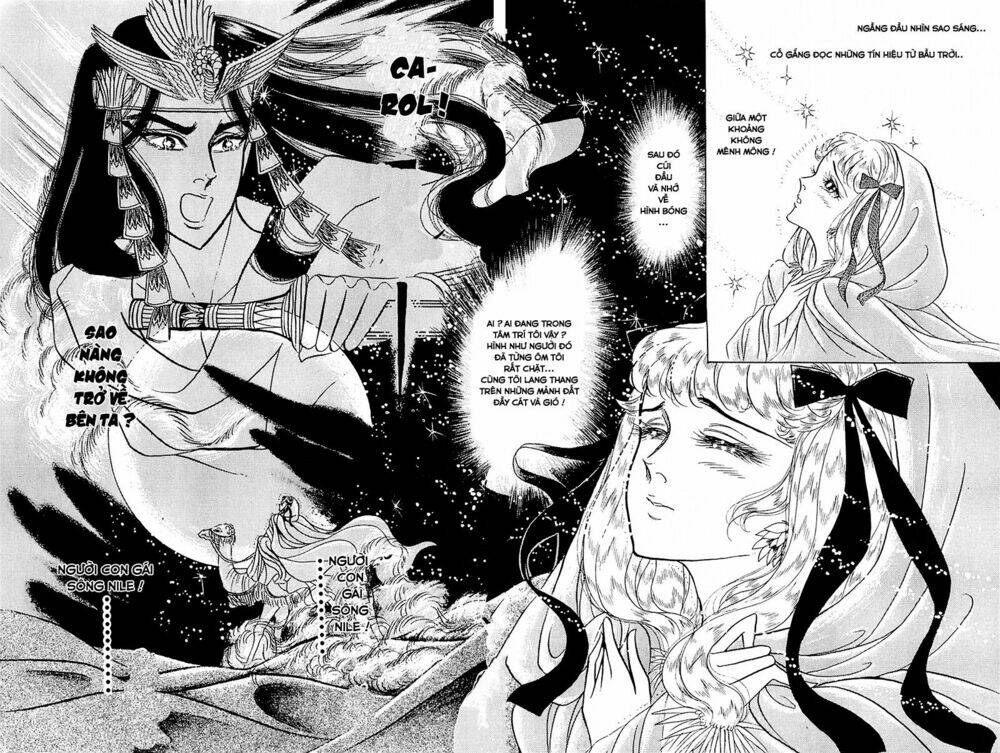 NGẨNG ĐẦU NHÌN SAO SÁNG...
CỐ GẮNG ĐỌC NHỮNG TÍN HIỆU TỪ BẦU TRỜI..
GIỮA MỘT
KHOẢNG
KHÔNG
MÊNH MÔNG !
SAU ĐÓ
CÚI
ĐẦU
VÀ NHỚ
VỀ
HÌNH BÓNG
...
AI ? AI ĐANG TRONG
TÂM TRÍ TÔI VẬY ?
HÌNH NHƯ NGƯỜI ĐÓ
ĐÃ TỪNG ÔM TÔI
RẤT CHẶT...
CÙNG TÔI LANG THANG
TRÊN NHỮNG MẢNH ĐẤT
ĐẦY CÁT VÀ GIÓ !
CA-
ROL !
SAO
NÀNG
KHÔNG
TRỞ VỀ
BÊN TA ?
NGƯỜI
CON
GÁI
SÔNG
NILE !
NGƯỜI CON GÁI
SÔNG NILE !